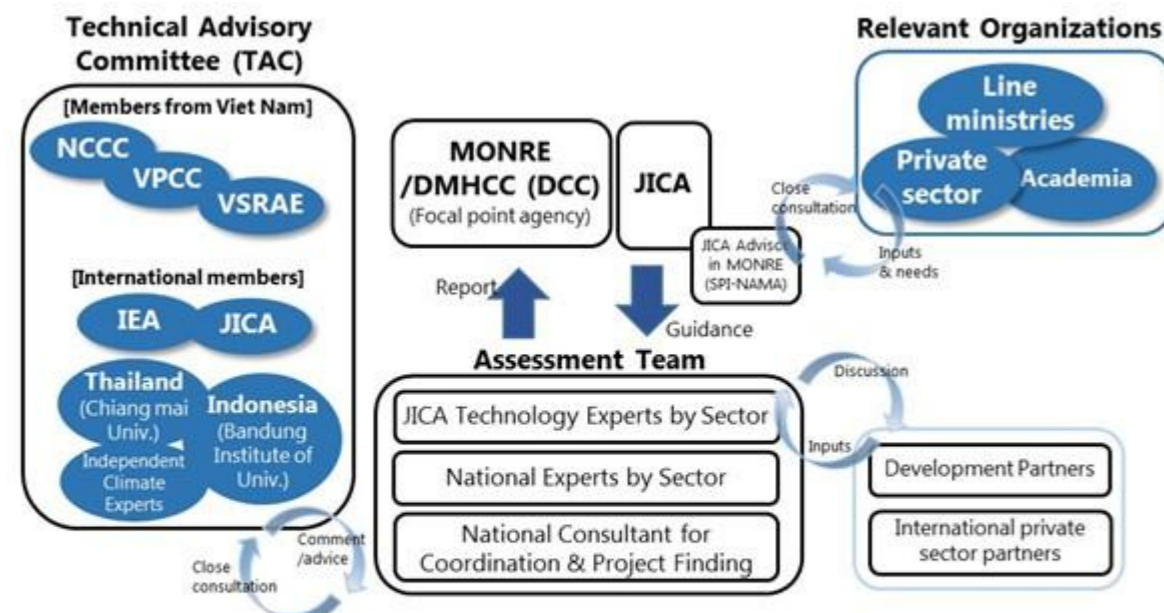 Technical Advisory
Committee (TAC)
[Members from Viet Nam]
NCCC
VPCC
VSRAE
[International members]
IEA
JICA
Thailand
(Chiang mai
Univ.)
Indonesia
(Bandung
Institute of
Univ.)
Independent
Climate
Experts
Close
consultation
Comment
/advice
MONRE
/DMHCC (DCC)
(Focal point agency)
JICA
JICA Advisor
in MONRE
(SPI-NAMA)
Report
Guidance
Assessment Team
JICA Technology Experts by Sector
National Experts by Sector
National Consultant for
Coordination & Project Finding
Relevant Organizations
Line
ministries
Private
sector
Academia
Close
consultation
Inputs
& needs
Discussion
Inputs
Development Partners
International private
sector partners